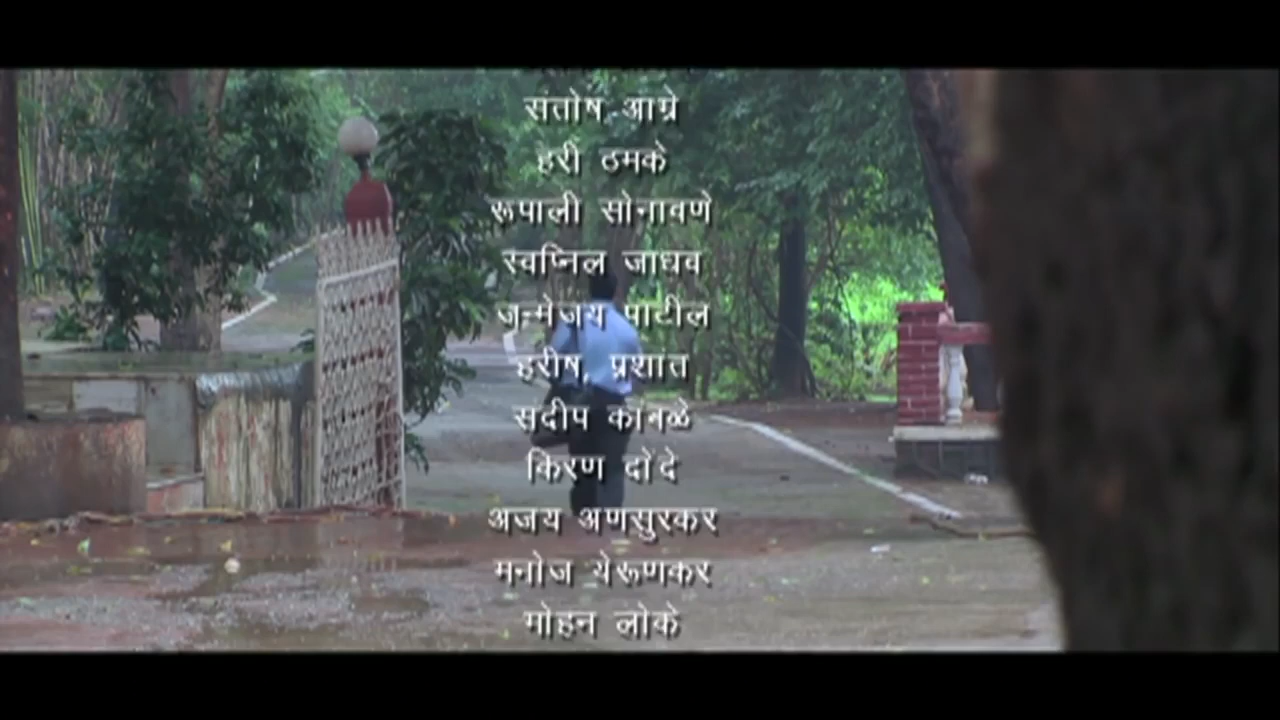 संतोष आग्रे
हरी ठमके
रूपाली सोनावणे
स्वप्निल जाधव
जन्मेजय पाटील
हरीष, प्रशांत
संदीप कांबळे
किरण दोंदे
अजय अणसुरकर
मनोज येरूणकर
मोहन लोके